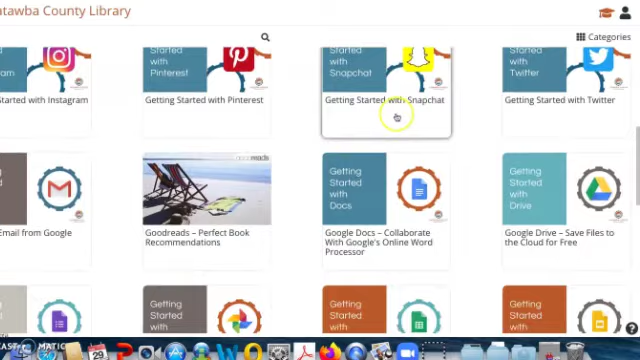 atawba County Library
Categories
Started
with
Pinterest
Started
with
Snapchat
Started
with
Twitter
Started with Instagram
Getting Started with Pinterest
Getting Started with Snapchat
Getting Started with Twitter
Getting
Started
with
Docs
Getting
Started
with
Drive
Email from Google
Goodreads – Perfect Book
Recommendations
Google Docs – Collaborate
With Google's Online Word
Processor
Google Drive – Save Files to
the Cloud for Free
Getting
Started
with
Getting
Started
with
Getting
Started
with
29